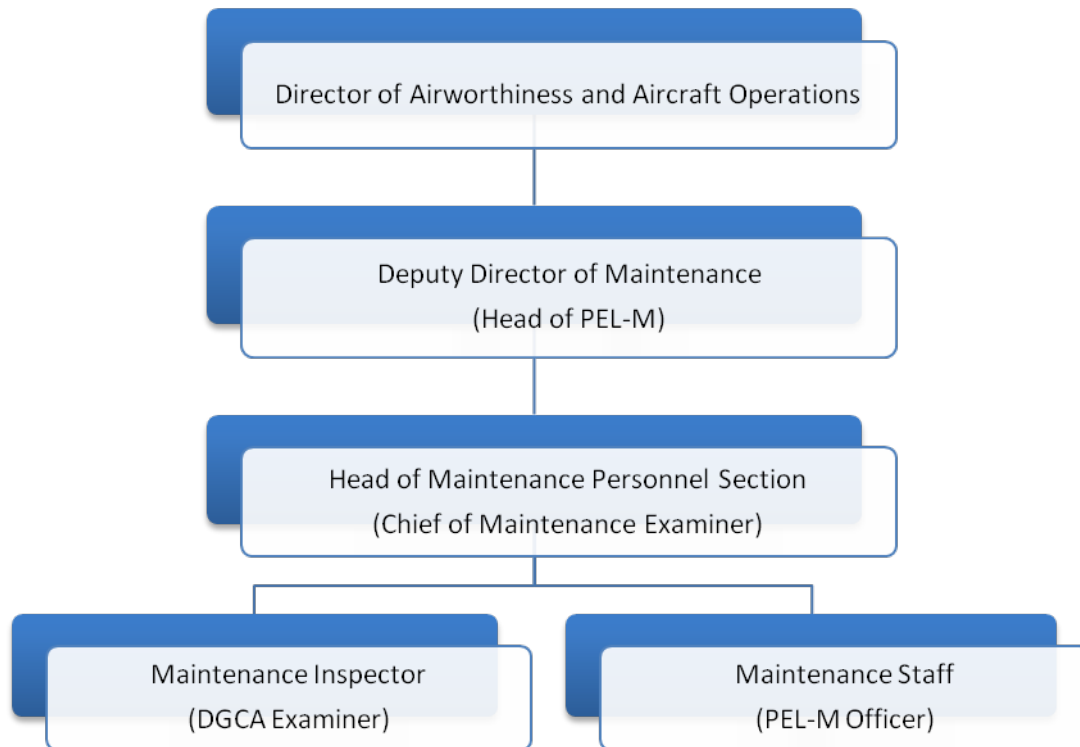 Director of Airworthiness and Aircraft Operations
Deputy Director of Maintenance
(Head of PEL-M)
Head of Maintenance Personnel Section
(Chief of Maintenance Examiner)
Maintenance Inspector
(DGCA Examiner)
Maintenance Staff
(PEL-M Officer)